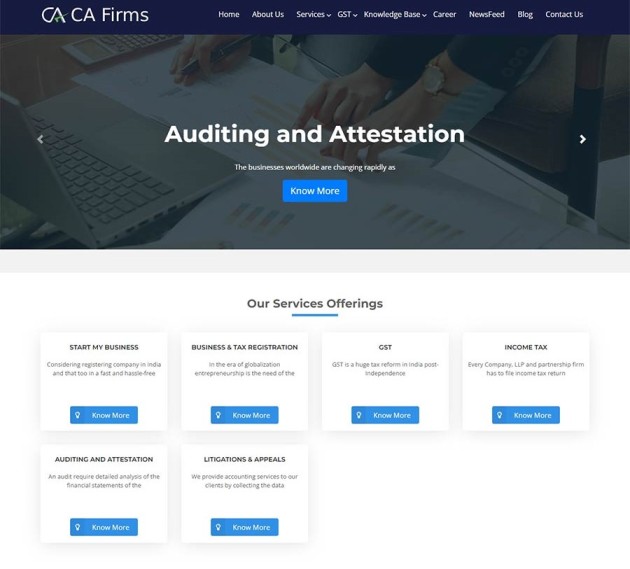 CA CA Firms
Home About Us Services GST Knowledge Base Career NewsFeed Blog Contact Us
Auditing and Attestation
The businesses worldwide are changing rapidly as
Know More
Our Services Offerings
START MY BUSINESS
Considering registering company in India
and that too in a fast and hassle-free
Know More
BUSINESS & TAX REGISTRATION
In the era of globalization
entrepreneurship is the need of the
Know More
GST
GST is a huge tax reform in India post-
Independence
Know More
INCOME TAX
Every Company, LLP and partnership firm
has to file income tax return
Know More
AUDITING AND ATTESTATION
An audit require detailed analysis of the
financial statements of the
Know More
LITIGATIONS & APPEALS
We provide accounting services to our
clients by collecting the data
Know More